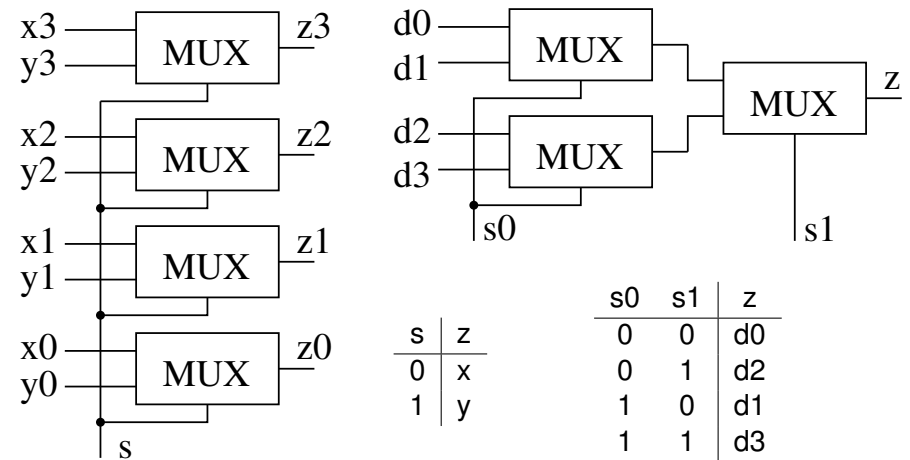 x3
y3
MUX
z3
x2
y2
MUX
z2
x1
y1
MUX
z1
x0
y0
MUX
z0
s
d0
d1
MUX
d2
d3
MUX
s0
MUX
z
s1
s z
0 x
1 y
s0 s1 z
0 0 d0
0 1 d2
1 0 d1
1 1 d3